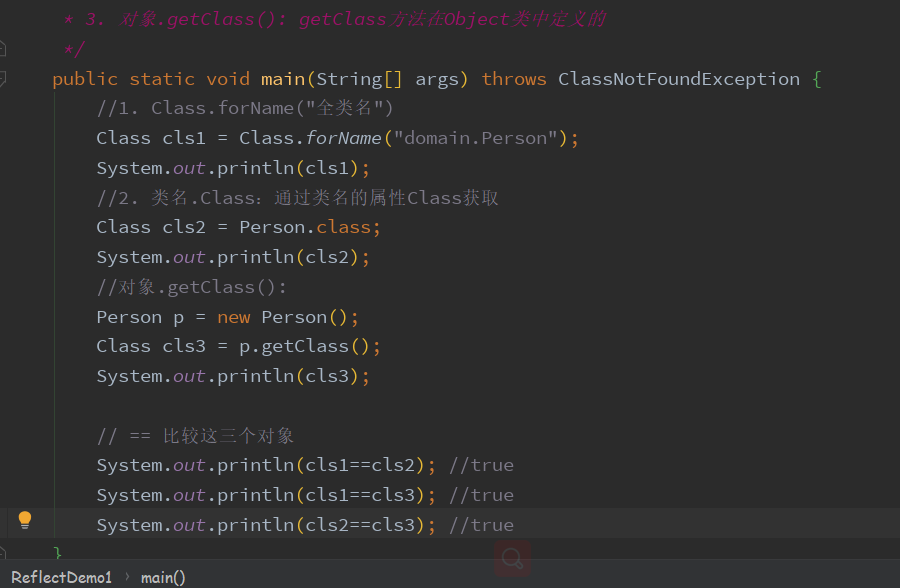 * 3. 对象.getClass(): getClass方法在Object类中定义的
*/
public static void main(String[] args) throws ClassNotFoundException {
//1. Class.forName("全类名")
Class cls1 = Class.forName("domain.Person");
System.out.println(cls1);
//2. 类名.Class：通过类名的属性Class获取
Class cls2 = Person.class;
System.out.println(cls2);
//对象.getClass():
Person p = new Person();
Class cls3 = p.getClass();
System.out.println(cls3);
// == 比较这三个对象
System.out.println(cls1==cls2); //true
System.out.println(cls1==cls3); //true
System.out.println(cls2==cls3); //true
}
ReflectDemo1 › main()